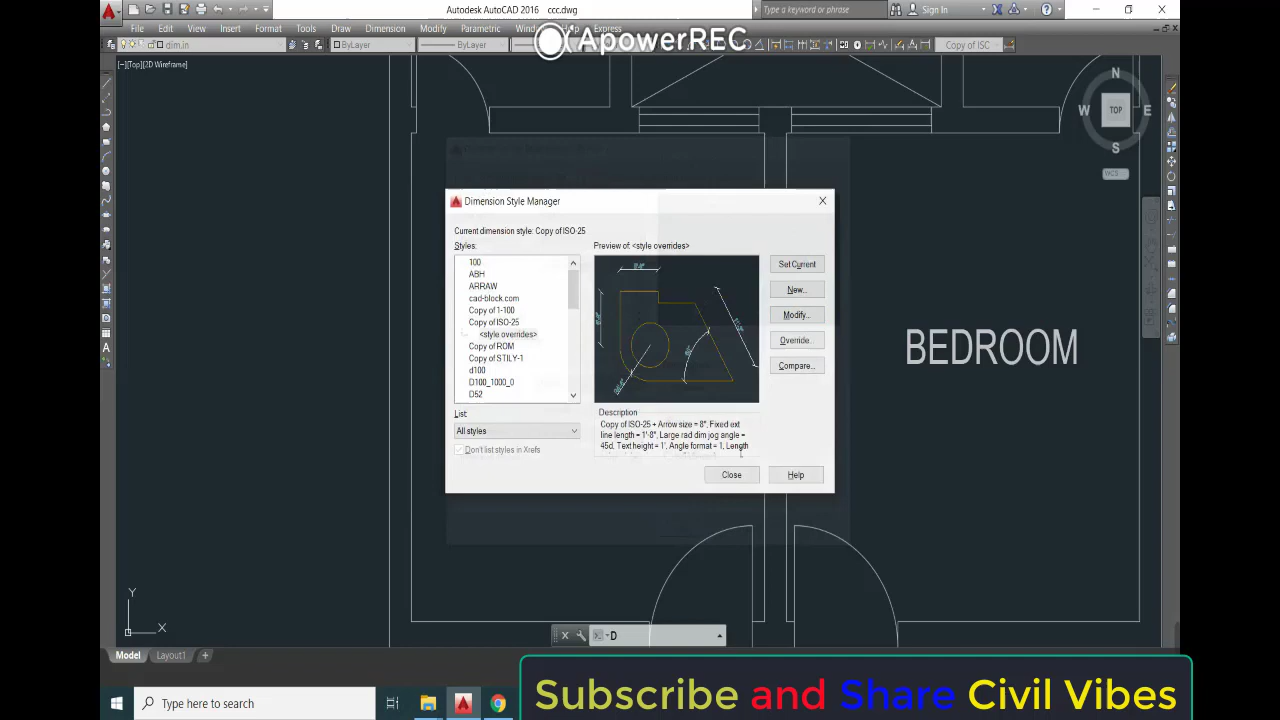 Autodesk AutoCAD 2016 ccc.dwg
Type a keyword or phrase
Sign In
File Edit View Insert Format Tools Draw Dimension Modify Parametric Express
ApowerREC
dim.in
ByLayer
ByLayer
Copy of ISC
[−][Top][2D Wireframe]
N
W TOP E
S
WCS
Dimension Style Manager
Current dimension style: Copy of ISO-25
Styles:
100
ABH
ARRAW
cad-block.com
Copy of 1-100
Copy of ISO-25
<style overrides>
Copy of ROM
Copy of STILY-1
d100
D100_1000_0
D52
List:
All styles
Don't list styles in Xrefs
Preview of: <style overrides>
Description
Copy of ISO-25 + Arrow size = 8", Fixed ext
line length = 1'-8", Large rad dim jog angle =
45d, Text height = 1', Angle format = 1, Length
Set Current
New...
Modify...
Override...
Compare...
Close
Help
BEDROOM
Y
X
D
Model Layout1 +
Type here to search
Subscribe and Share Civil Vibes